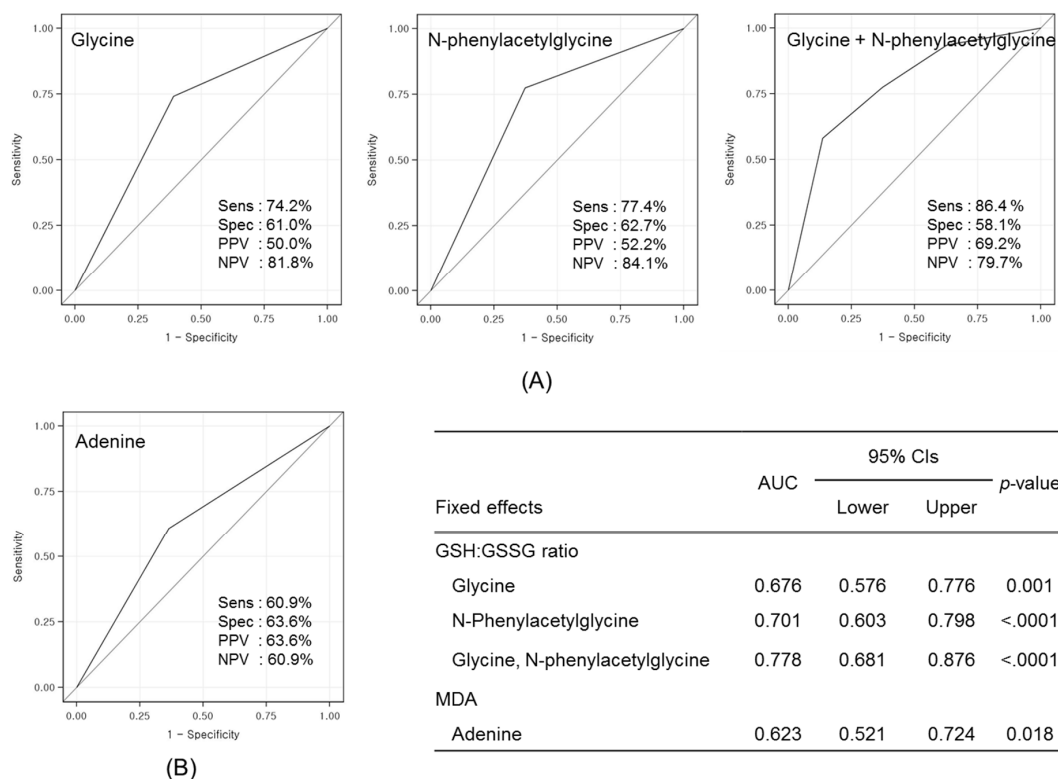 Glycine
1.00
0.75
0.50
0.25
0.00
Sensitivity
Sens : 74.2%
Spec : 61.0%
PPV : 50.0%
NPV : 81.8%
0.00 0.25 0.50 0.75 1.00
1 - Specificity
N-phenylacetylglycine
1.00
0.75
0.50
0.25
0.00
Sensitivity
Sens : 77.4%
Spec : 62.7%
PPV : 52.2%
NPV : 84.1%
0.00 0.25 0.50 0.75 1.00
1 - Specificity
Glycine + N-phenylacetylglycine
1.00
0.75
0.50
0.25
0.00
Sensitivity
Sens : 86.4%
Spec : 58.1%
PPV : 69.2%
NPV : 79.7%
0.00 0.25 0.50 0.75 1.00
1 - Specificity
(A)
Adenine
1.00
0.75
0.50
0.25
0.00
Sensitivity
Sens : 60.9%
Spec : 63.6%
PPV : 63.6%
NPV : 60.9%
0.00 0.25 0.50 0.75 1.00
1 - Specificity
(B)
95% CIs
AUC p-value
Fixed effects Lower Upper
GSH:GSSG ratio
Glycine 0.676 0.576 0.776 0.001
N-Phenylacetylglycine 0.701 0.603 0.798 <.0001
Glycine, N-phenylacetylglycine 0.778 0.681 0.876 <.0001
MDA
Adenine 0.623 0.521 0.724 0.018